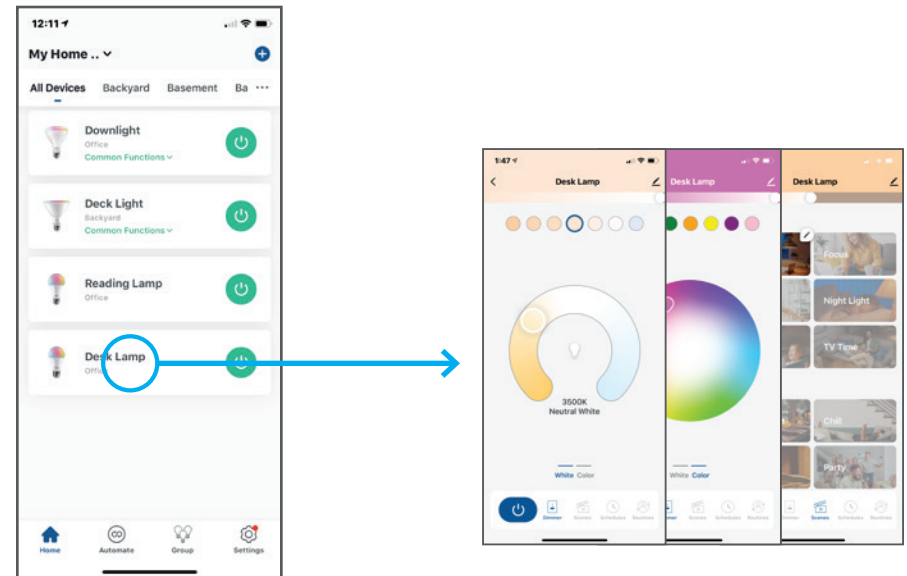 12:11
My Home ..
All Devices Backyard Basement Ba ...
Downlight
Office
Common Functions
Deck Light
Backyard
Common Functions
Reading Lamp
Office
Desk Lamp
Home Automate Group Settings
1:47
Desk Lamp
3500K
Neutral White
White Color
Dimmer Scenes Schedules Routines
Desk Lamp
White Color
Scenes Schedules Routines
Desk Lamp
Focus
Night Light
TV Time
Chill
Party
Dimmer Scenes Schedules Routines